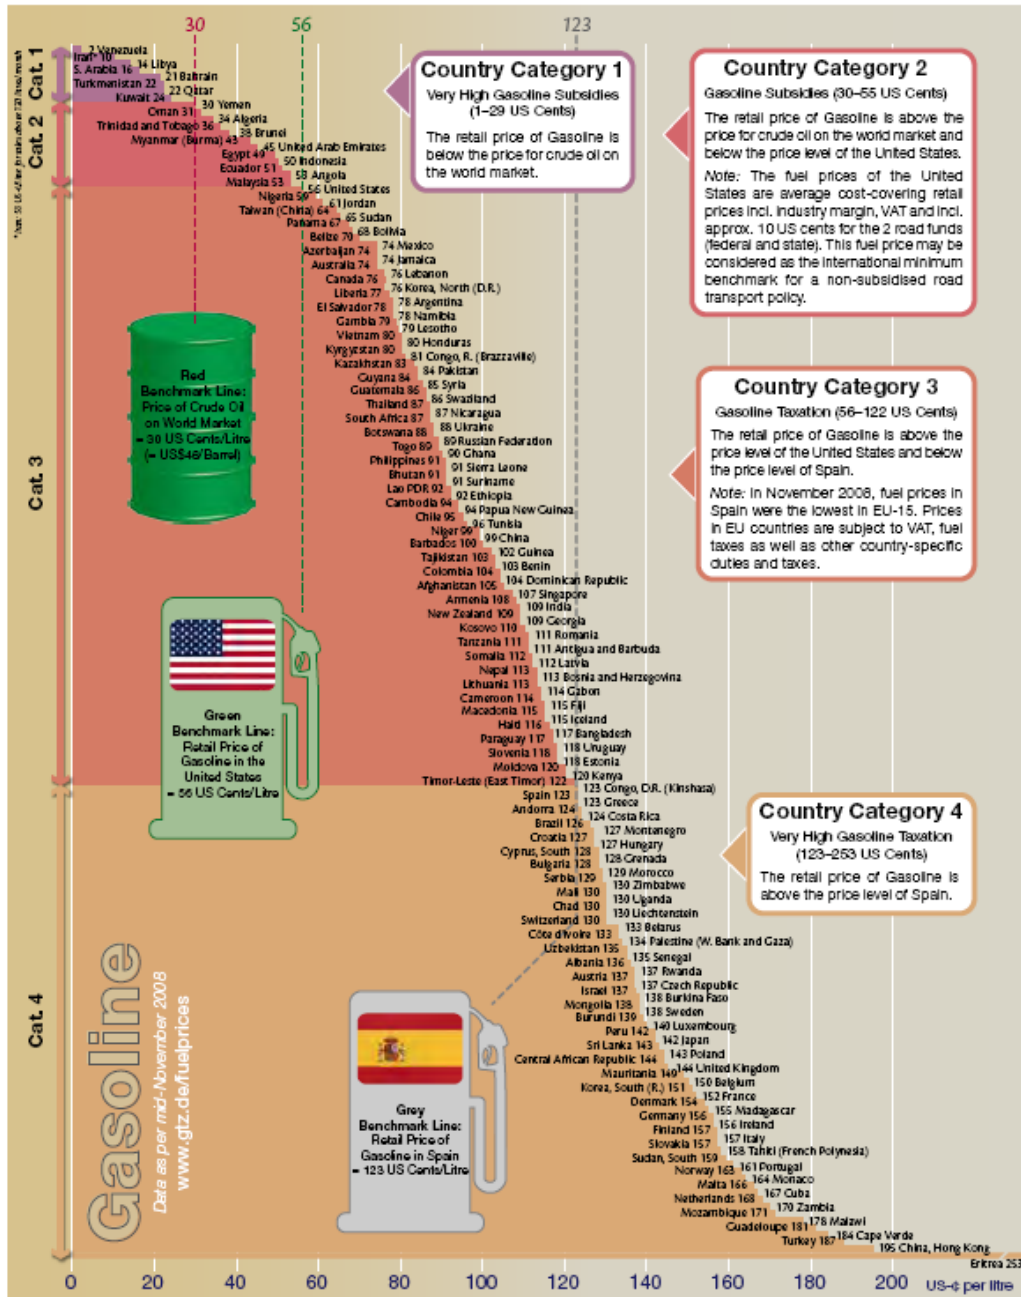 30 56 123
2 Venezuela
Iran* 10
14 Libya
S. Arabia 16
21 Bahrain
Turkmenistan 22
22 Qatar
Kuwait 24
30 Yemen
Oman 31
34 Algeria
Trinidad and Tobago 36
38 Brunei
Myanmar (Burma) 43
45 United Arab Emirates
Egypt 49
50 Indonesia
Ecuador 51
53 Angola
Malaysia 53
56 United States
Nigeria 59
61 Jordan
Taiwan (China) 64
65 Sudan
Panama 67
68 Bolivia
Belize 70
74 Mexico
Azerbaijan 74
74 Jamaica
Australia 74
76 Lebanon
Canada 76
76 Korea, North (D.R.)
Liberia 77
78 Argentina
El Salvador 78
78 Namibia
Gambia 79
79 Lesotho
Vietnam 80
80 Honduras
Kyrgyzstan 80
81 Congo, R. (Brazzaville)
Kazakhstan 83
84 Pakistan
Guyana 84
85 Syria
Guatemala 86
86 Swaziland
Thailand 87
87 Nicaragua
South Africa 87
88 Ukraine
Botswana 88
89 Russian Federation
Togo 89
90 Ghana
Philippines 91
91 Sierra Leone
Bhutan 91
91 Suriname
Lao PDR 92
92 Ethiopia
Cambodia 94
94 Papua New Guinea
Chile 95
96 Tunisia
Niger 99
99 China
Barbados 100
102 Guinea
Tajikistan 103
103 Benin
Colombia 104
104 Dominican Republic
Afghanistan 105
107 Singapore
Armenia 108
109 India
New Zealand 109
109 Georgia
Kosovo 110
111 Romania
Tanzania 111
111 Antigua and Barbuda
Somalia 112
112 Latvia
Nepal 113
113 Bosnia and Herzegovina
Lithuania 113
114 Gabon
Cameroon 114
115 Fiji
Macedonia 115
115 Iceland
Haiti 116
117 Bangladesh
Paraguay 117
118 Uruguay
Slovenia 118
118 Estonia
Moldova 120
120 Kenya
Timor-Leste (East Timor) 122
123 Congo, D.R. (Kinshasa)
Spain 123
123 Greece
Andorra 124
124 Costa Rica
Brazil 126
127 Montenegro
Croatia 127
127 Hungary
Cyprus, South 128
128 Grenada
Bulgaria 128
129 Morocco
Serbia 129
130 Zimbabwe
Mali 130
130 Uganda
Chad 130
130 Liechtenstein
Switzerland 130
133 Belarus
Côte d'Ivoire 133
134 Palestine (W. Bank and Gaza)
Uzbekistan 135
135 Senegal
Albania 136
137 Rwanda
Austria 137
137 Czech Republic
Israel 137
138 Burkina Faso
Mongolia 138
138 Sweden
Burundi 139
140 Luxembourg
Peru 142
142 Japan
Sri Lanka 143
143 Poland
Central African Republic 144
144 United Kingdom
Mauritania 149
150 Belgium
Korea, South (R.) 151
152 France
Denmark 154
155 Madagascar
Germany 156
156 Ireland
Finland 157
157 Italy
Slovakia 157
158 Tahiti (French Polynesia)
Sudan, South 159
161 Portugal
Norway 163
164 Monaco
Malta 166
167 Cuba
Netherlands 168
170 Zambia
Mozambique 171
178 Malawi
Guadeloupe 181
184 Cape Verde
Turkey 187
195 China, Hong Kong
Eritrea 253
Cat. 1
Cat. 2
Cat. 3
Cat. 4
Country Category 1
Very High Gasoline Subsidies
(1–29 US Cents)
The retail price of Gasoline is
below the price for crude oil on
the world market.
Country Category 2
Gasoline Subsidies (30–55 US Cents)
The retail price of Gasoline is above the
price for crude oil on the world market and
below the price level of the United States.
Note: The fuel prices of the United
States are average cost-covering retail
prices incl. industry margin, VAT and incl.
approx. 10 US cents for the 2 road funds
(federal and state). This fuel price may be
considered as the international minimum
benchmark for a non-subsidised road
transport policy.
Country Category 3
Gasoline Taxation (56–122 US Cents)
The retail price of Gasoline is above the
price level of the United States and below
the price level of Spain.
Note: In November 2008, fuel prices in
Spain were the lowest in EU-15. Prices
in EU countries are subject to VAT, fuel
taxes as well as other country-specific
duties and taxes.
Country Category 4
Very High Gasoline Taxation
(123–253 US Cents)
The retail price of Gasoline is
above the price level of Spain.
Red
Benchmark Line:
Price of Crude Oil
on World Market
= 30 US Cents/Litre
(= US$46/Barrel)
Green
Benchmark Line:
Retail Price of
Gasoline in the
United States
= 56 US Cents/Litre
Grey
Benchmark Line:
Retail Price of
Gasoline in Spain
= 123 US Cents/Litre
Gasoline
Data as per mid-November 2008
www.gtz.de/fuelprices
0 20 40 60 80 100 120 140 160 180 200 US-¢ per litre